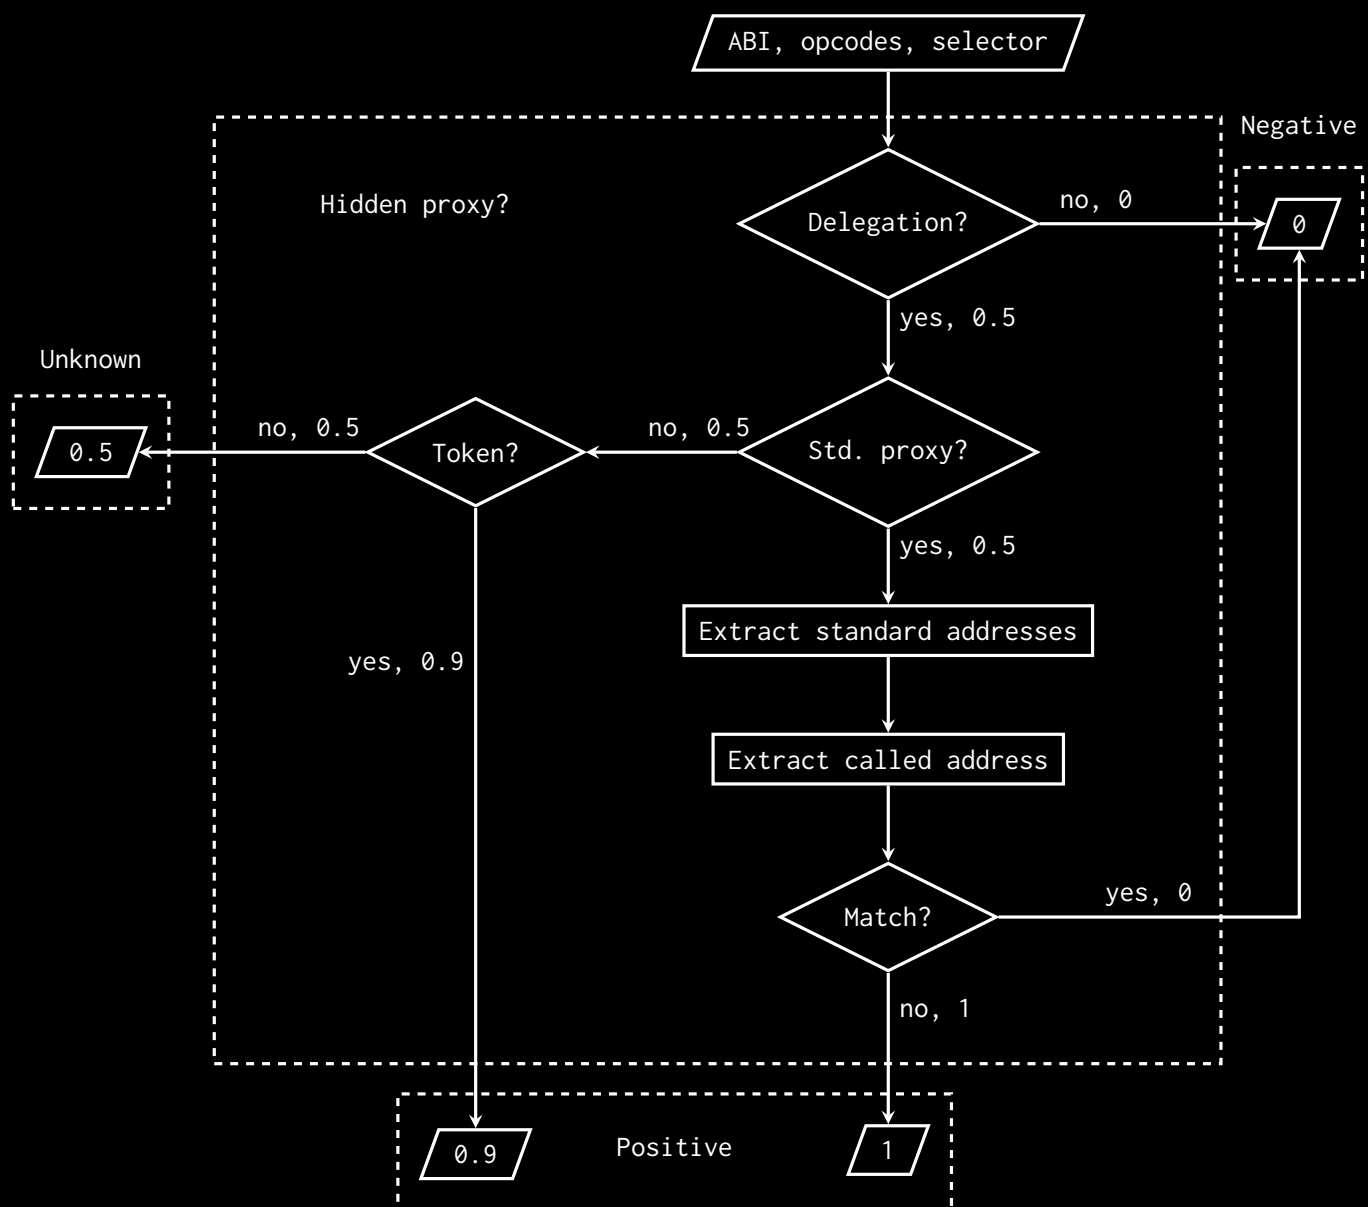 ABI, opcodes, selector
Negative
Hidden proxy?
Delegation?
no, 0
0
yes, 0.5
Unknown
0.5
no, 0.5
Token?
no, 0.5
Std. proxy?
yes, 0.5
Extract standard addresses
yes, 0.9
Extract called address
Match?
yes, 0
no, 1
0.9
Positive
1